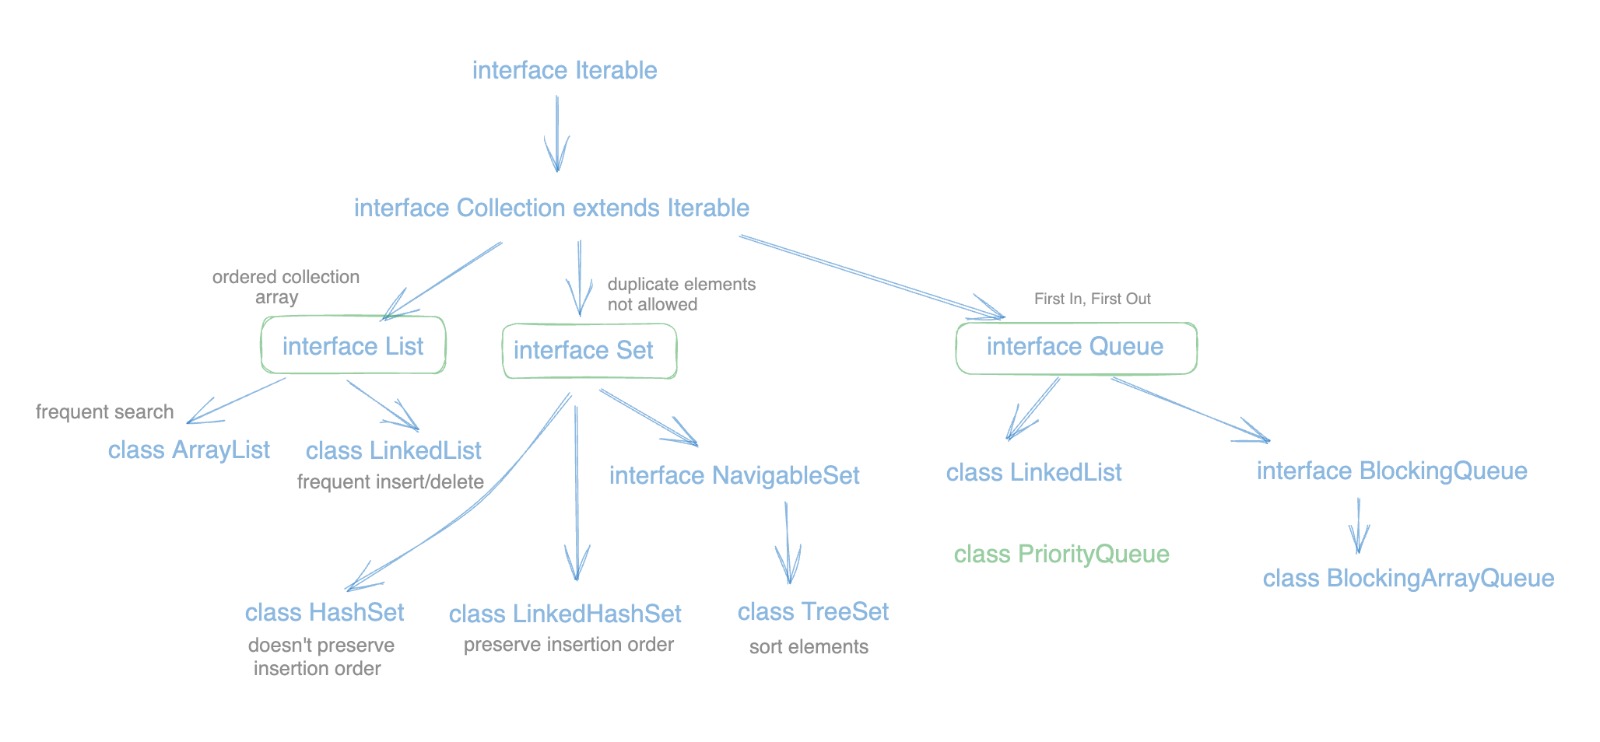 interface Iterable
interface Collection extends Iterable
ordered collection
array
duplicate elements
not allowed
First In, First Out
interface List
interface Set
interface Queue
frequent search
class ArrayList
class LinkedList
frequent insert/delete
interface NavigableSet
class LinkedList
interface BlockingQueue
class PriorityQueue
class BlockingArrayQueue
class HashSet
doesn't preserve
insertion order
class LinkedHashSet
preserve insertion order
class TreeSet
sort elements